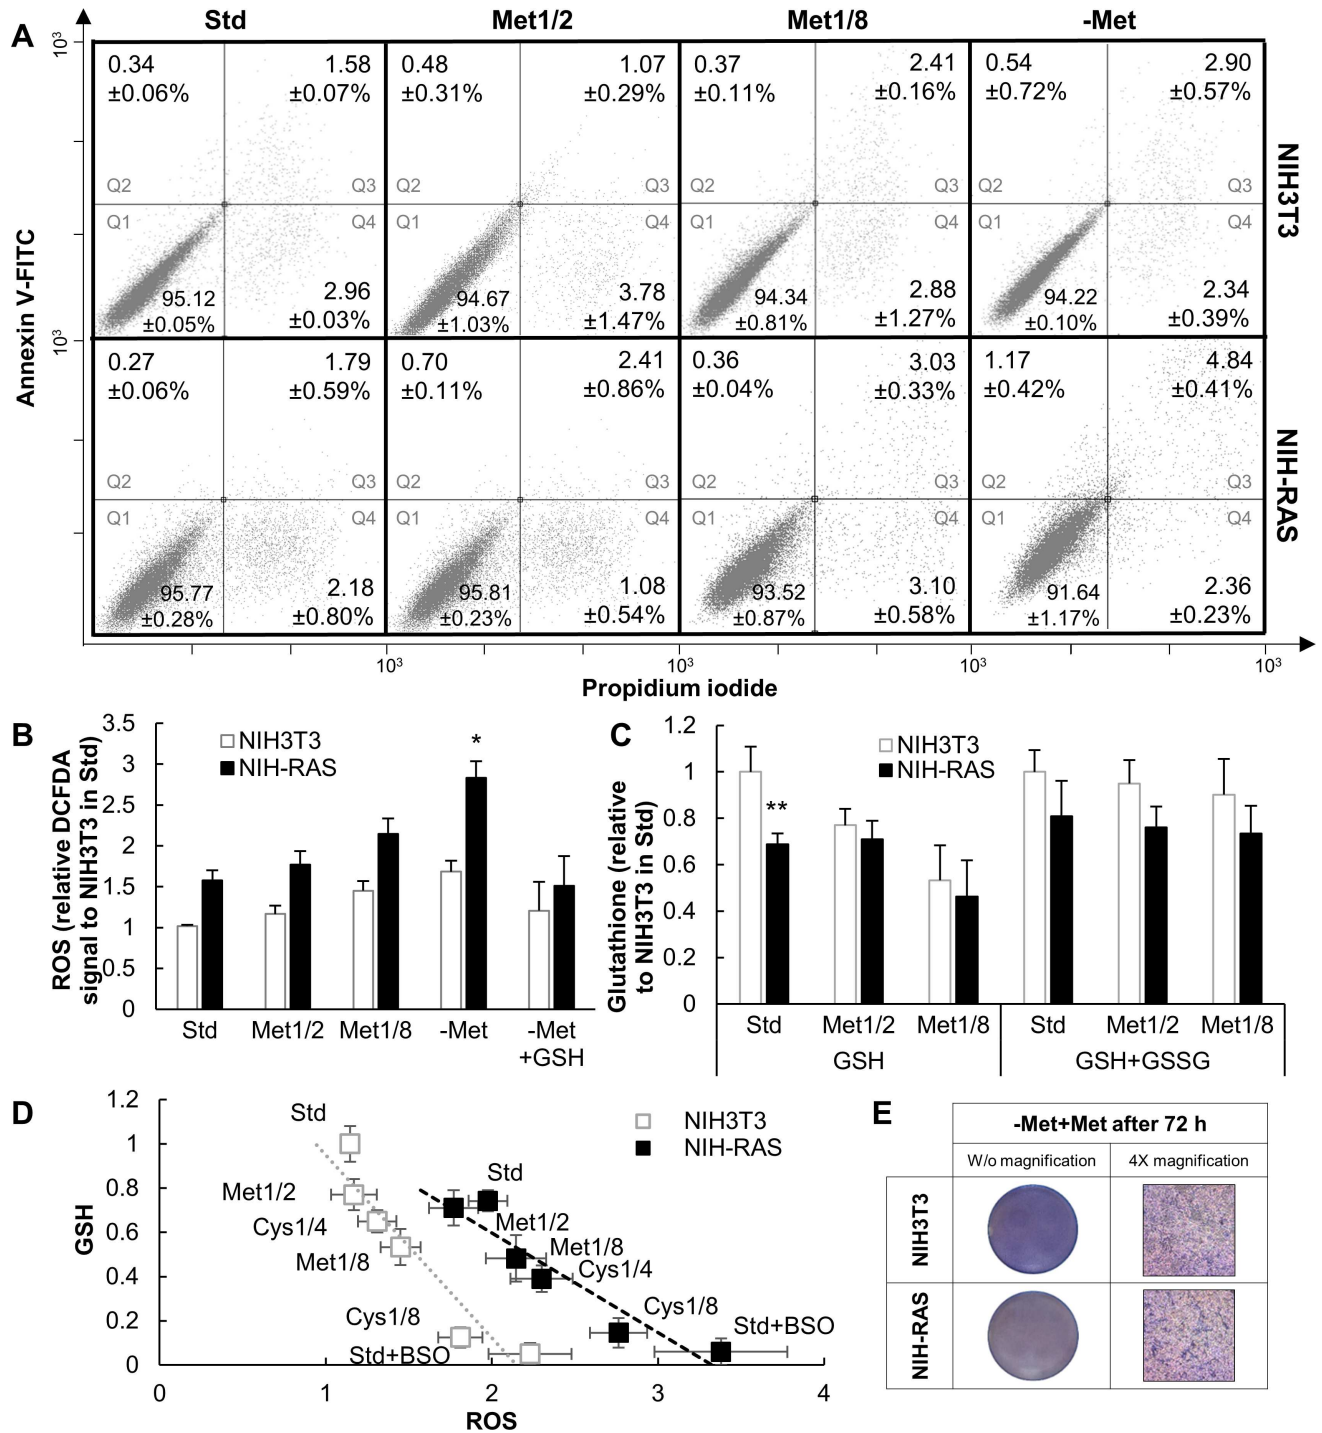 A
Std
Met1/2
Met1/8
-Met
10³
Annexin V-FITC
0.34
±0.06%
1.58
±0.07%
Q2
Q3
Q1
Q4
95.12
±0.05%
2.96
±0.03%
0.48
±0.31%
1.07
±0.29%
Q2
Q3
Q1
Q4
94.67
±1.03%
3.78
±1.47%
0.37
±0.11%
2.41
±0.16%
Q2
Q3
Q1
Q4
94.34
±0.81%
2.88
±1.27%
0.54
±0.72%
2.90
±0.57%
Q2
Q3
Q1
Q4
94.22
±0.10%
2.34
±0.39%
NIH3T3
10³
0.27
±0.06%
1.79
±0.59%
Q2
Q3
Q1
Q4
95.77
±0.28%
2.18
±0.80%
0.70
±0.11%
2.41
±0.86%
Q2
Q3
Q1
Q4
95.81
±0.23%
1.08
±0.54%
0.36
±0.04%
3.03
±0.33%
Q2
Q3
Q1
Q4
93.52
±0.87%
3.10
±0.58%
1.17
±0.42%
4.84
±0.41%
Q2
Q3
Q1
Q4
91.64
±1.17%
2.36
±0.23%
NIH-RAS
10³ 10³ 10³ 10³
Propidium iodide
B
ROS (relative DCFDA
signal to NIH3T3 in Std)
3.5
3
2.5
2
1.5
1
0.5
0
NIH3T3
NIH-RAS
*
Std Met1/2 Met1/8 -Met -Met
+GSH
C
Glutathione (relative
to NIH3T3 in Std)
1.2
1
0.8
0.6
0.4
0.2
0
NIH3T3
NIH-RAS
**
Std Met1/2 Met1/8 Std Met1/2 Met1/8
GSH GSH+GSSG
D
GSH
1.2
1
0.8
0.6
0.4
0.2
0
NIH3T3
NIH-RAS
Std
Met1/2
Cys1/4
Met1/8
Cys1/8
Std+BSO
Std
Met1/2
Met1/8
Cys1/4
Cys1/8
Std+BSO
0 1 2 3 4
ROS
E
-Met+Met after 72 h
W/o magnification 4X magnification
NIH3T3
NIH-RAS